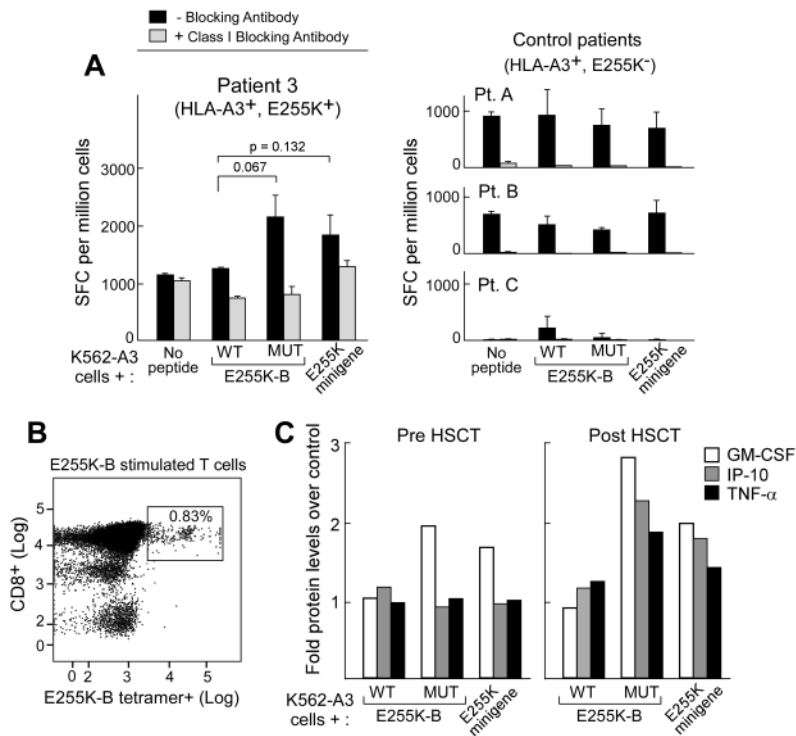 - Blocking Antibody
+ Class I Blocking Antibody
A
Patient 3
(HLA-A3+, E255K+)
p = 0.132
0.067
SFC per million cells
3000
2000
1000
0
K562-A3
cells + :
No
peptide
WT
MUT
E255K-B
E255K
minigene
Control patients
(HLA-A3+, E255K-)
SFC per million cells
Pt. A
1000
0
Pt. B
1000
0
Pt. C
1000
0
No
peptide
WT
MUT
E255K-B
E255K
minigene
B
E255K-B stimulated T cells
0.83%
CD8+ (Log)
5
4
3
2
0
0 2 3 4 5
E255K-B tetramer+ (Log)
C
Fold protein levels over control
3
2
1
Pre HSCT
Post HSCT
GM-CSF
IP-10
TNF-α
K562-A3
cells + :
WT
MUT
E255K-B
E255K
minigene
WT
MUT
E255K-B
E255K
minigene